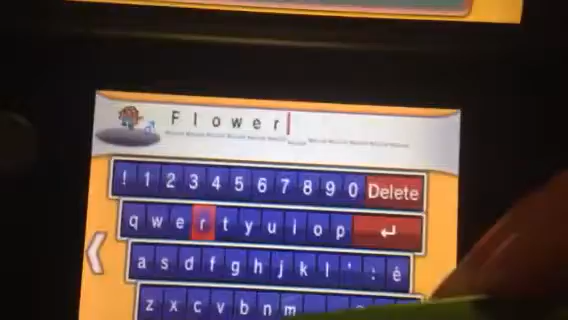 Flower
! 1 2 3 4 5 6 7 8 9 0 Delete
q w e r t y u i o p ↵
a s d f g h j k l ' : é
z x c v b n m